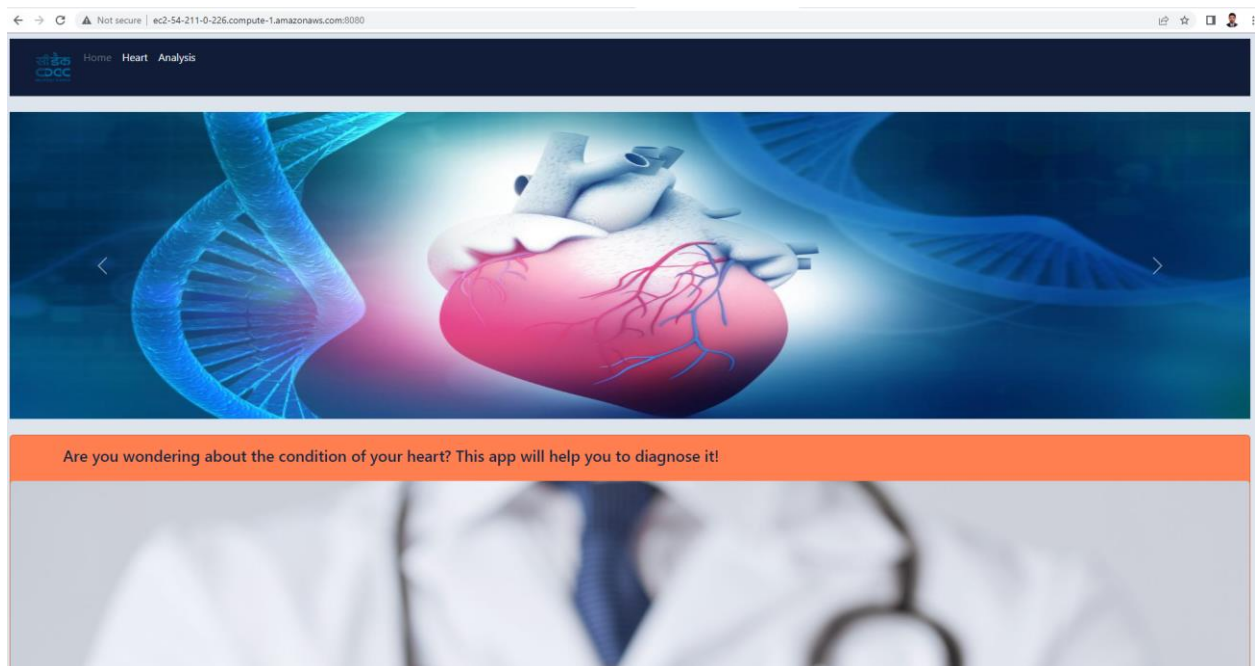 Not secure | ec2-54-211-0-226.compute-1.amazonaws.com:8080
सी डैक
CDAC
Home Heart Analysis
Are you wondering about the condition of your heart? This app will help you to diagnose it!